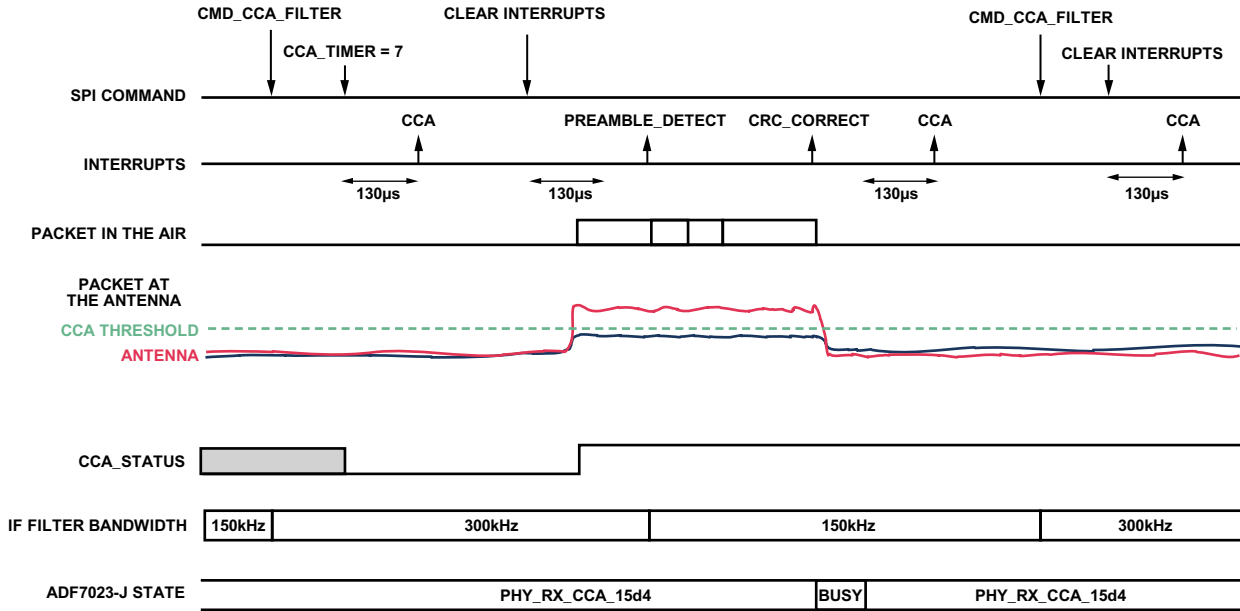 CMD_CCA_FILTER
CLEAR INTERRUPTS
CMD_CCA_FILTER
CCA_TIMER = 7
CLEAR INTERRUPTS
SPI COMMAND
CCA
PREAMBLE_DETECT
CRC_CORRECT
CCA
CCA
INTERRUPTS
130µs
130µs
130µs
130µs
PACKET IN THE AIR
PACKET AT
THE ANTENNA
CCA THRESHOLD
ANTENNA
CCA_STATUS
IF FILTER BANDWIDTH
150kHz
300kHz
150kHz
300kHz
ADF7023-J STATE
PHY_RX_CCA_15d4
BUSY
PHY_RX_CCA_15d4